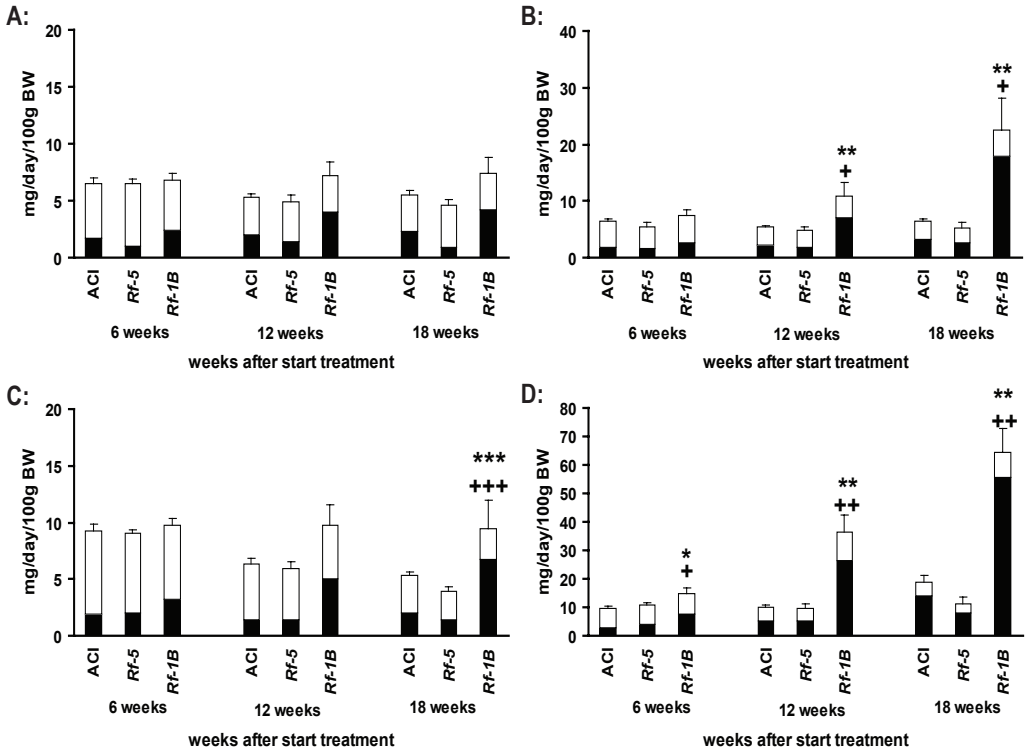 A:
mg/day/100g BW
20
15
10
5
0
ACI Rf-5 Rf-1B ACI Rf-5 Rf-1B ACI Rf-5 Rf-1B
6 weeks 12 weeks 18 weeks
weeks after start treatment
B:
mg/day/100g BW
40
30
20
10
0
**
+
**
+
ACI Rf-5 Rf-1B ACI Rf-5 Rf-1B ACI Rf-5 Rf-1B
6 weeks 12 weeks 18 weeks
weeks after start treatment
C:
mg/day/100g BW
20
15
10
5
0
***
+++
ACI Rf-5 Rf-1B ACI Rf-5 Rf-1B ACI Rf-5 Rf-1B
6 weeks 12 weeks 18 weeks
weeks after start treatment
D:
mg/day/100g BW
80
70
60
50
40
30
20
10
0
*
+
**
++
**
++
ACI Rf-5 Rf-1B ACI Rf-5 Rf-1B ACI Rf-5 Rf-1B
6 weeks 12 weeks 18 weeks
weeks after start treatment